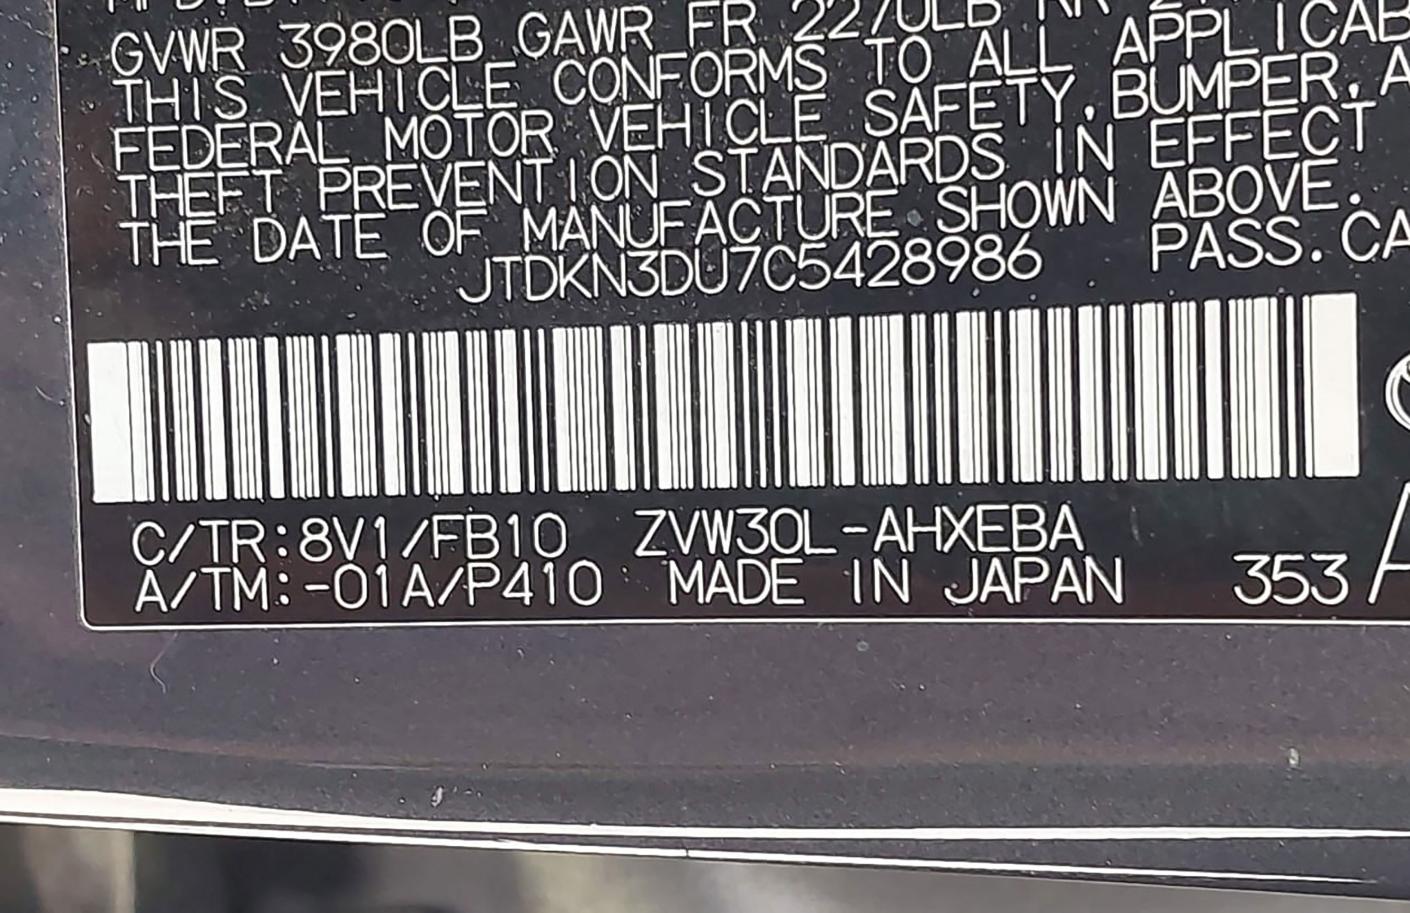 GVWR 3980LB GAWR FR 2270LB RR
THIS VEHICLE CONFORMS TO ALL APPLICAB
FEDERAL MOTOR VEHICLE SAFETY, BUMPER, A
THEFT PREVENTION STANDARDS IN EFFECT
THE DATE OF MANUFACTURE SHOWN ABOVE.
JTDKN3DU7C5428986 PASS.CA
C/TR:8V1/FB10 ZVW30L-AHXEBA
A/TM:-01A/P410 MADE IN JAPAN 353